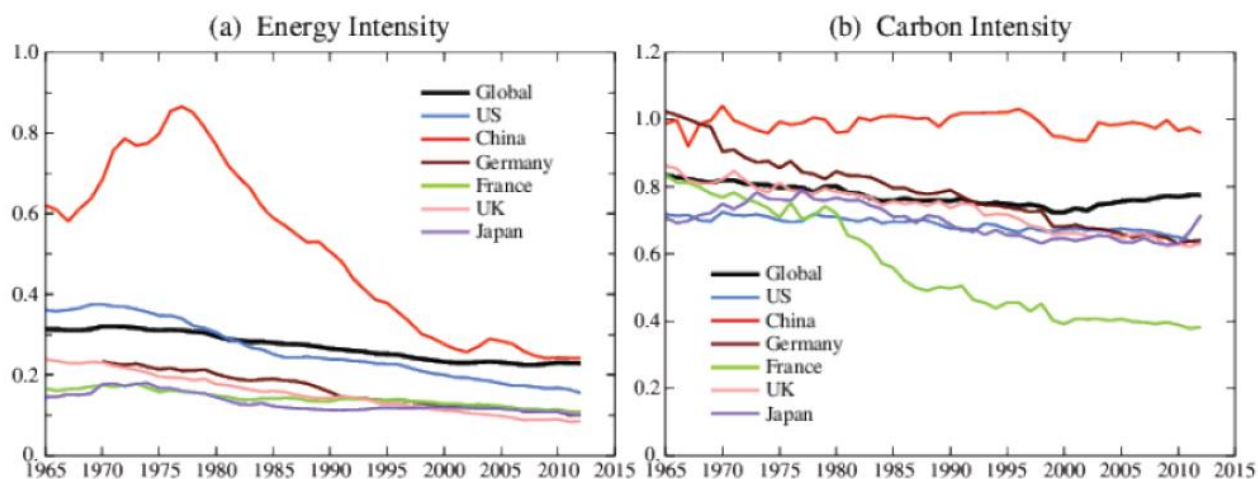 (a) Energy Intensity
1.0
0.8
0.6
0.4
0.2
0.
1965 1970 1975 1980 1985 1990 1995 2000 2005 2010 2015
Global
US
China
Germany
France
UK
Japan
(b) Carbon Intensity
1.2
1.0
0.8
0.6
0.4
0.2
0.
1965 1970 1975 1980 1985 1990 1995 2000 2005 2010 2015
Global
US
China
Germany
France
UK
Japan